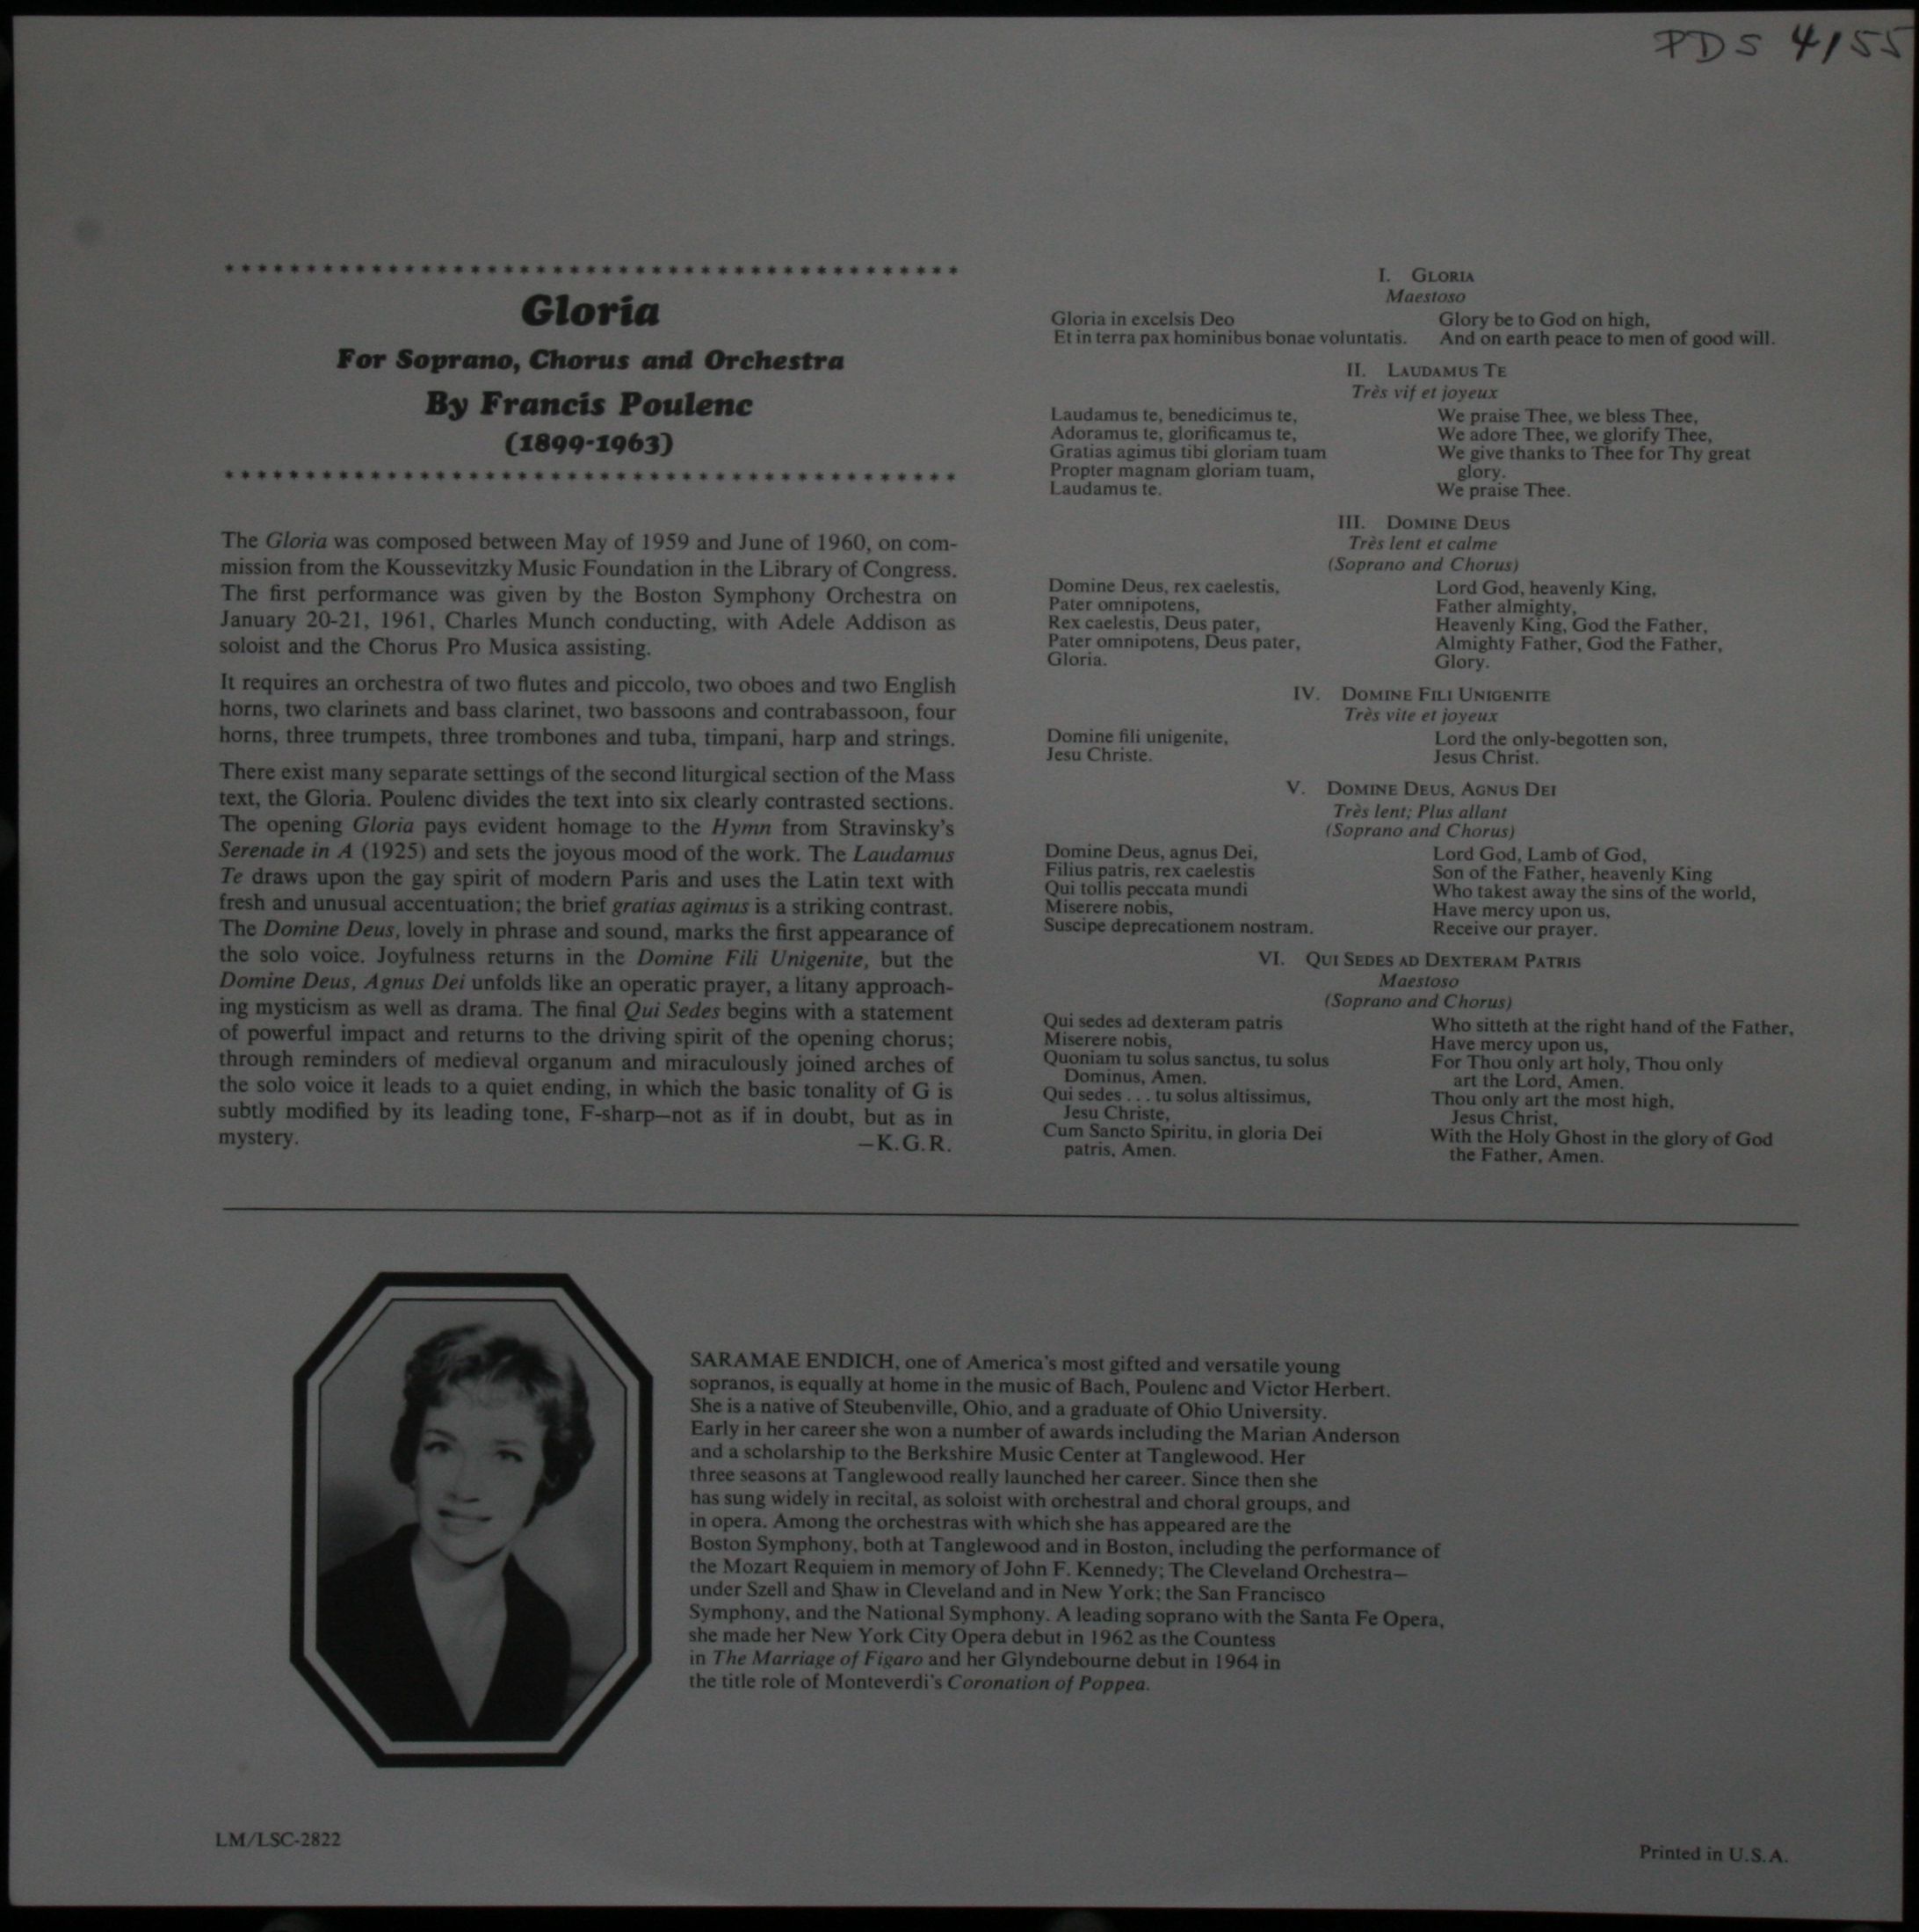 PDS 4155
Gloria
For Soprano, Chorus and Orchestra
By Francis Poulenc
(1899-1963)
The Gloria was composed between May of 1959 and June of 1960, on com-
mission from the Koussevitzky Music Foundation in the Library of Congress.
The first performance was given by the Boston Symphony Orchestra on
January 20-21, 1961, Charles Munch conducting, with Adele Addison as
soloist and the Chorus Pro Musica assisting.
It requires an orchestra of two flutes and piccolo, two oboes and two English
horns, two clarinets and bass clarinet, two bassoons and contrabassoon, four
horns, three trumpets, three trombones and tuba, timpani, harp and strings.
There exist many separate settings of the second liturgical section of the Mass
text, the Gloria. Poulenc divides the text into six clearly contrasted sections.
The opening Gloria pays evident homage to the Hymn from Stravinsky's
Serenade in A (1925) and sets the joyous mood of the work. The Laudamus
Te draws upon the gay spirit of modern Paris and uses the Latin text with
fresh and unusual accentuation; the brief gratias agimus is a striking contrast.
The Domine Deus, lovely in phrase and sound, marks the first appearance of
the solo voice. Joyfulness returns in the Domine Fili Unigenite, but the
Domine Deus, Agnus Dei unfolds like an operatic prayer, a litany approach-
ing mysticism as well as drama. The final Qui Sedes begins with a statement
of powerful impact and returns to the driving spirit of the opening chorus;
through reminders of medieval organum and miraculously joined arches of
the solo voice it leads to a quiet ending, in which the basic tonality of G is
subtly modified by its leading tone, F-sharp—not as if in doubt, but as in
mystery. —K.G.R.
I. GLORIA
Maestoso
Gloria in excelsis Deo
Et in terra pax hominibus bonae voluntatis.
Glory be to God on high,
And on earth peace to men of good will.
II. LAUDAMUS TE
Très vif et joyeux
Laudamus te, benedicimus te,
Adoramus te, glorificamus te,
Gratias agimus tibi gloriam tuam
Propter magnam gloriam tuam,
Laudamus te.
We praise Thee, we bless Thee,
We adore Thee, we glorify Thee,
We give thanks to Thee for Thy great
glory.
We praise Thee.
III. DOMINE DEUS
Très lent et calme
(Soprano and Chorus)
Domine Deus, rex caelestis,
Pater omnipotens,
Rex caelestis, Deus pater,
Pater omnipotens, Deus pater,
Gloria.
Lord God, heavenly King,
Father almighty,
Heavenly King, God the Father,
Almighty Father, God the Father,
Glory.
IV. DOMINE FILI UNIGENITE
Très vite et joyeux
Domine fili unigenite,
Jesu Christe.
Lord the only-begotten son,
Jesus Christ.
V. DOMINE DEUS, AGNUS DEI
Très lent; Plus allant
(Soprano and Chorus)
Domine Deus, agnus Dei,
Filius patris, rex caelestis
Qui tollis peccata mundi
Miserere nobis,
Suscipe deprecationem nostram.
Lord God, Lamb of God,
Son of the Father, heavenly King
Who takest away the sins of the world,
Have mercy upon us,
Receive our prayer.
VI. QUI SEDES AD DEXTERAM PATRIS
Maestoso
(Soprano and Chorus)
Qui sedes ad dexteram patris
Miserere nobis,
Quoniam tu solus sanctus, tu solus
Dominus, Amen.
Qui sedes . . . tu solus altissimus,
Jesu Christe,
Cum Sancto Spiritu, in gloria Dei
patris, Amen.
Who sitteth at the right hand of the Father,
Have mercy upon us,
For Thou only art holy, Thou only
art the Lord, Amen.
Thou only art the most high,
Jesus Christ,
With the Holy Ghost in the glory of God
the Father, Amen.
SARAMAE ENDICH, one of America's most gifted and versatile young
sopranos, is equally at home in the music of Bach, Poulenc and Victor Herbert.
She is a native of Steubenville, Ohio, and a graduate of Ohio University.
Early in her career she won a number of awards including the Marian Anderson
and a scholarship to the Berkshire Music Center at Tanglewood. Her
three seasons at Tanglewood really launched her career. Since then she
has sung widely in recital, as soloist with orchestral and choral groups, and
in opera. Among the orchestras with which she has appeared are the
Boston Symphony, both at Tanglewood and in Boston, including the performance of
the Mozart Requiem in memory of John F. Kennedy; The Cleveland Orchestra—
under Szell and Shaw in Cleveland and in New York; the San Francisco
Symphony, and the National Symphony. A leading soprano with the Santa Fe Opera,
she made her New York City Opera debut in 1962 as the Countess
in The Marriage of Figaro and her Glyndebourne debut in 1964 in
the title role of Monteverdi's Coronation of Poppea.
LM/LSC-2822
Printed in U.S.A.